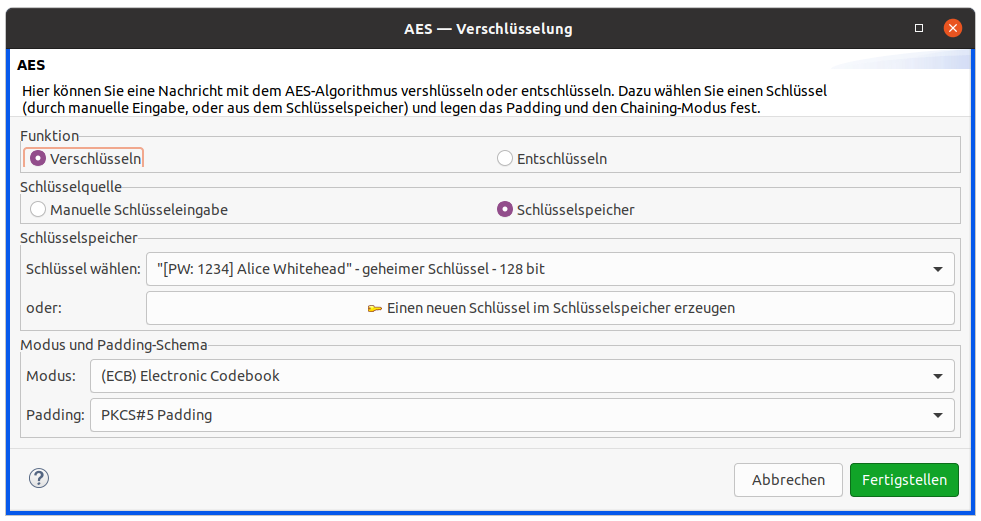 AES — Verschlüsselung
AES
Hier können Sie eine Nachricht mit dem AES-Algorithmus vershlüsseln oder entschlüsseln. Dazu wählen Sie einen Schlüssel
(durch manuelle Eingabe, oder aus dem Schlüsselspeicher) und legen das Padding und den Chaining-Modus fest.
Funktion
Verschlüsseln Entschlüsseln
Schlüsselquelle
Manuelle Schlüsseleingabe Schlüsselspeicher
Schlüsselspeicher
Schlüssel wählen: "[PW: 1234] Alice Whitehead" - geheimer Schlüssel - 128 bit
oder: Einen neuen Schlüssel im Schlüsselspeicher erzeugen
Modus und Padding-Schema
Modus: (ECB) Electronic Codebook
Padding: PKCS#5 Padding
? Abbrechen Fertigstellen